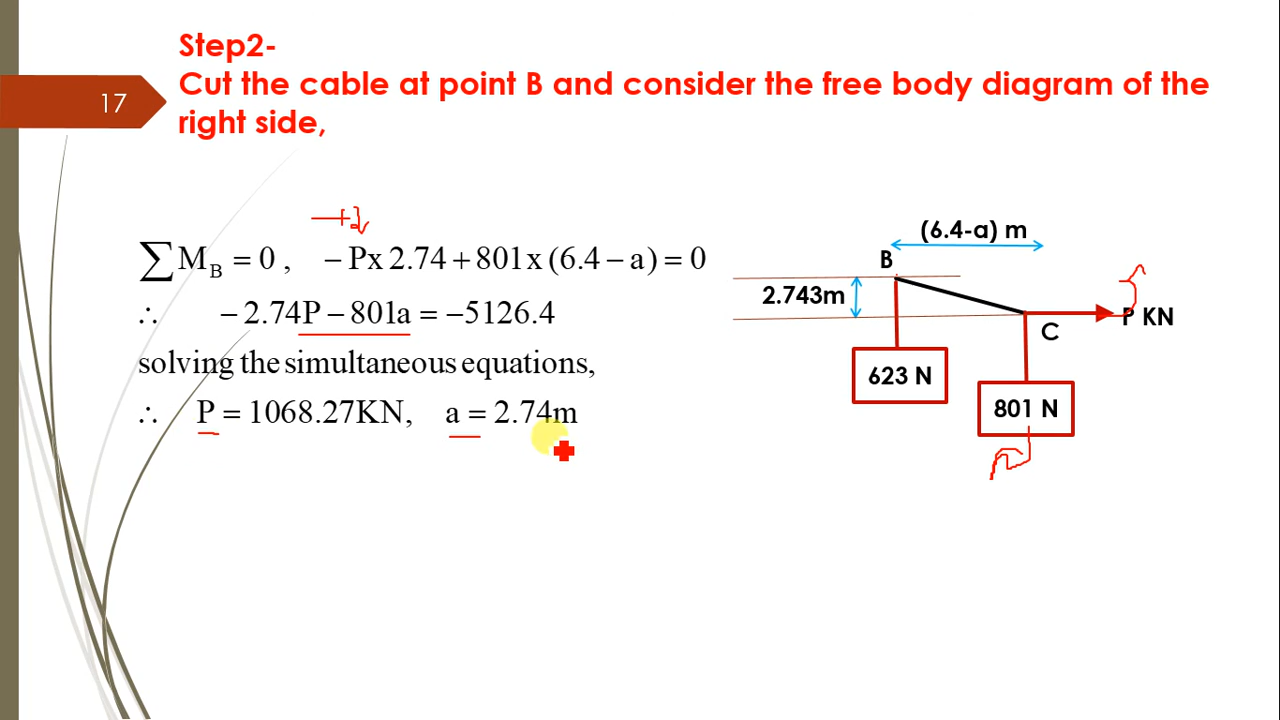 Step2-
Cut the cable at point B and consider the free body diagram of the
right side,
17
∑M_B = 0 , − Px 2.74 + 801x (6.4 − a) = 0
∴ − 2.74P − 801a = −5126.4
solving the simultaneous equations,
∴ P = 1068.27KN, a = 2.74m
(6.4-a) m
B
2.743m
P KN
C
623 N
801 N